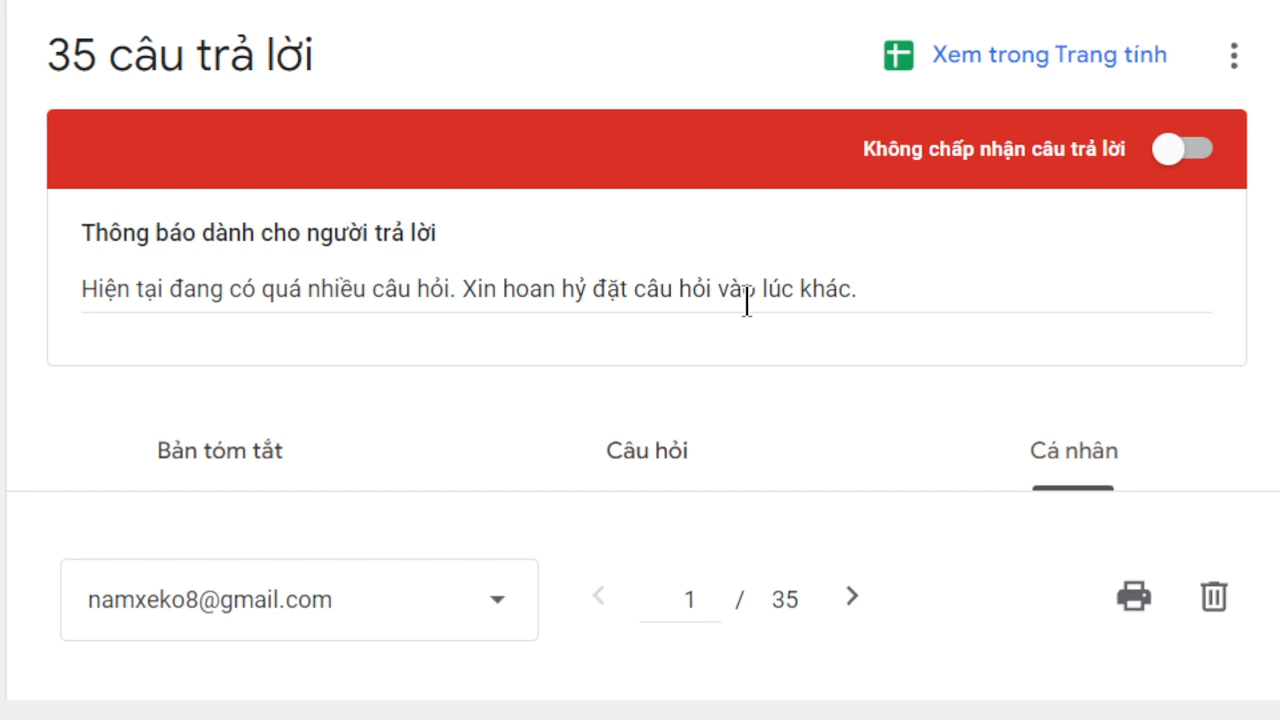 35 câu trả lời
Xem trong Trang tính
Không chấp nhận câu trả lời
Thông báo dành cho người trả lời
Hiện tại đang có quá nhiều câu hỏi. Xin hoan hỷ đặt câu hỏi vào lúc khác.
Bản tóm tắt
Câu hỏi
Cá nhân
namxeko8@gmail.com
1 / 35